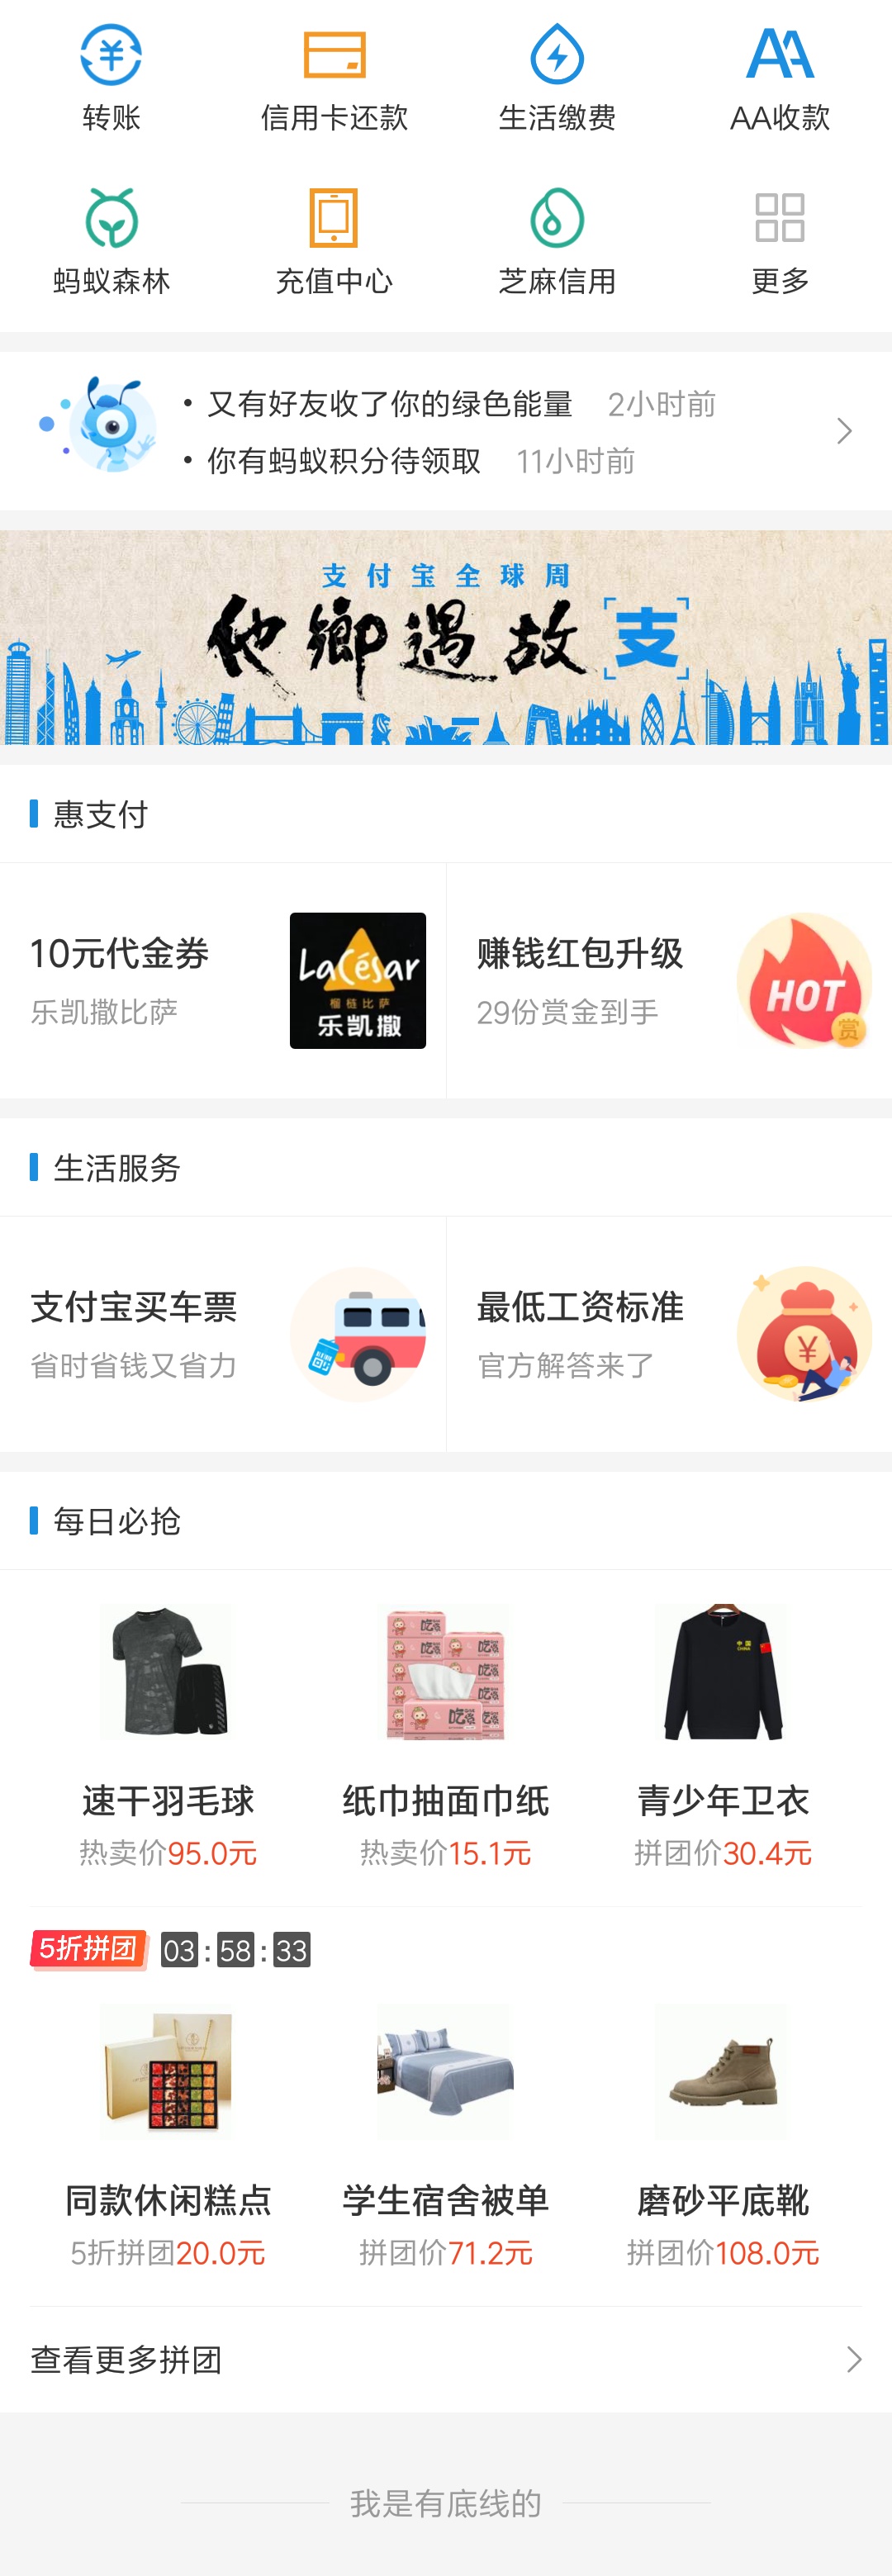 转账
信用卡还款
生活缴费
AA收款
蚂蚁森林
充值中心
芝麻信用
更多
• 又有好友收了你的绿色能量 2小时前
• 你有蚂蚁积分待领取 11小时前
支付宝全球周
他鄉遇故[支]
惠支付
10元代金券
乐凯撒比萨
LaCésar
榴梿比萨
乐凯撒
赚钱红包升级
29份赏金到手
HOT
赏
生活服务
支付宝买车票
省时省钱又省力
最低工资标准
官方解答来了
¥
每日必抢
中国
CHINA
速干羽毛球
纸巾抽面巾纸
青少年卫衣
热卖价95.0元
热卖价15.1元
拼团价30.4元
5折拼团 03:58:33
同款休闲糕点
学生宿舍被单
磨砂平底靴
5折拼团20.0元
拼团价71.2元
拼团价108.0元
查看更多拼团
我是有底线的